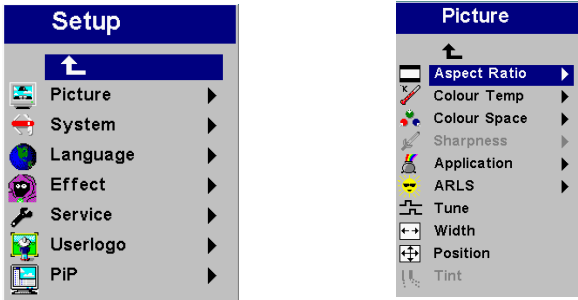 Setup
Picture
System
Language
Effect
Service
Userlogo
PiP
Picture
Aspect Ratio
K
Colour Temp
Colour Space
Sharpness
Application
ARLS
Tune
Width
Position
Tint